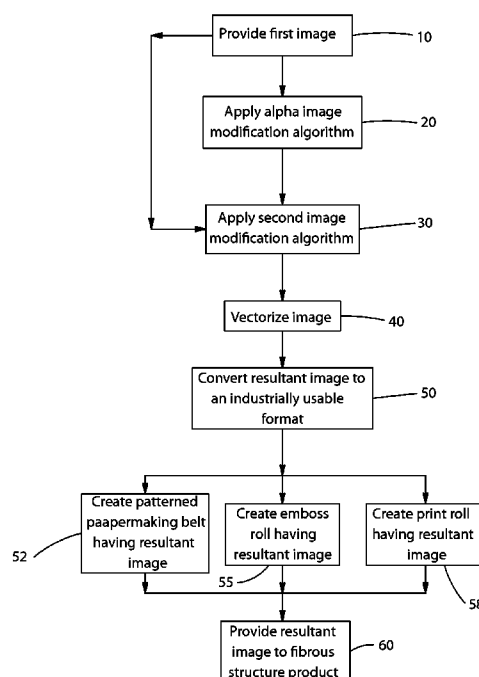 Provide first image
10
Apply alpha image
modification algorithm
20
Apply second image
modification algorithm
30
Vectorize image
40
Convert resultant image to
an industrially usable
format
50
Create patterned
paapermaking belt
having resultant
image
52
Create emboss
roll having
resultant image
55
Create print roll
having resultant
image
58
Provide resultant
image to fibrous
structure product
60